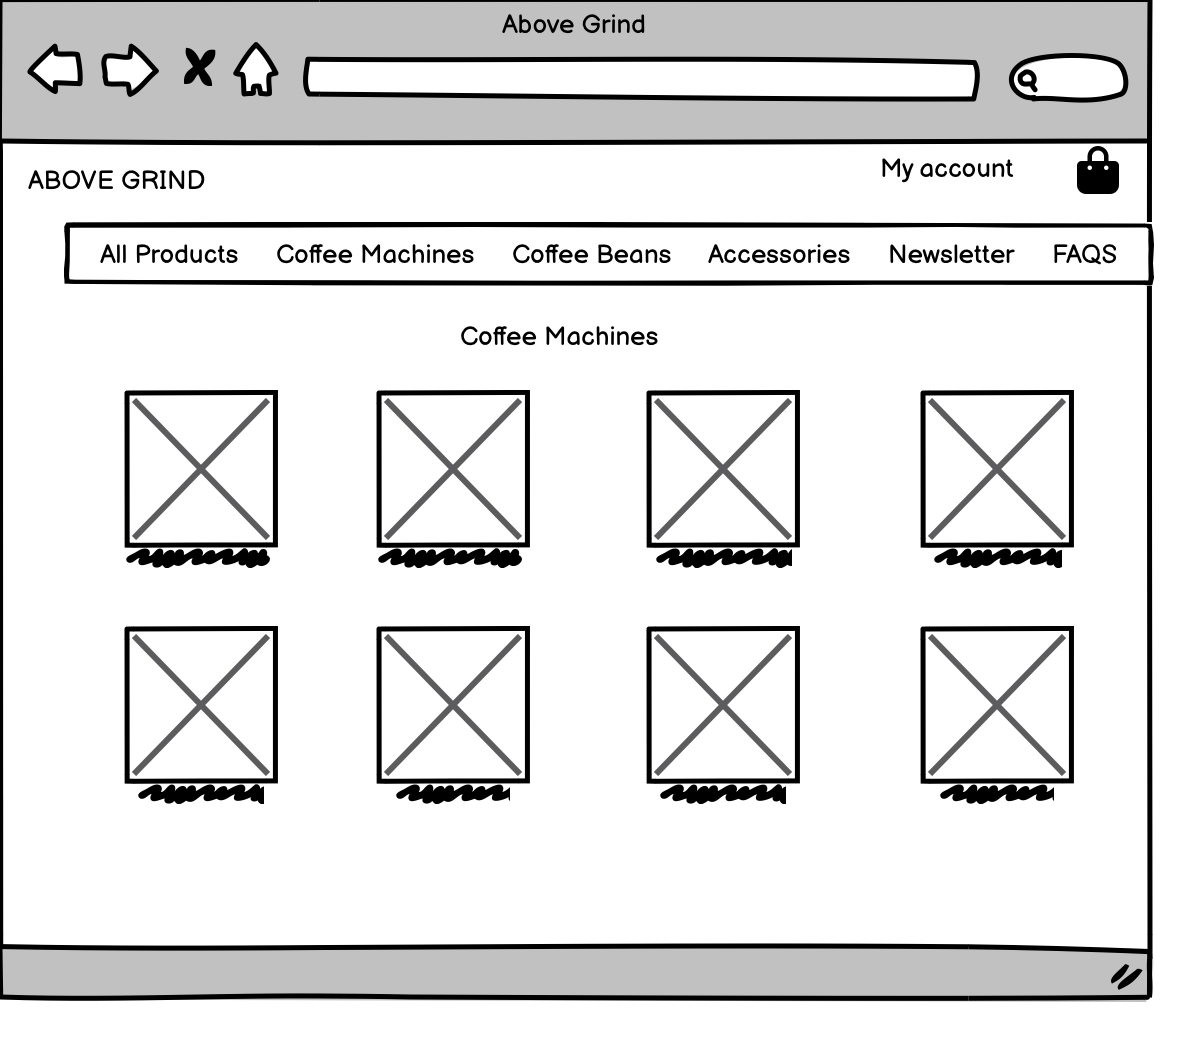 Above Grind
ABOVE GRIND
My account
All Products Coffee Machines Coffee Beans Accessories Newsletter FAQS
Coffee Machines